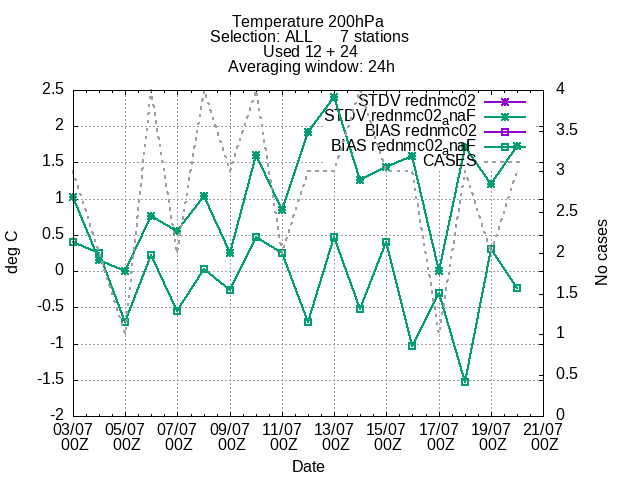 Temperature 200hPa
Selection: ALL 7 stations
Used 12 + 24
Averaging window: 24h
2.5
2
1.5
1
0.5
0
-0.5
-1
-1.5
-2
deg C
4
3.5
3
2.5
2
1.5
1
0.5
0
No cases
STDV rednmc02
STDV rednmc02_anaF
BIAS rednmc02
BIAS rednmc02_anaF
CASES
03/07 05/07 07/07 09/07 11/07 13/07 15/07 17/07 19/07 21/07
00Z 00Z 00Z 00Z 00Z 00Z 00Z 00Z 00Z 00Z
Date